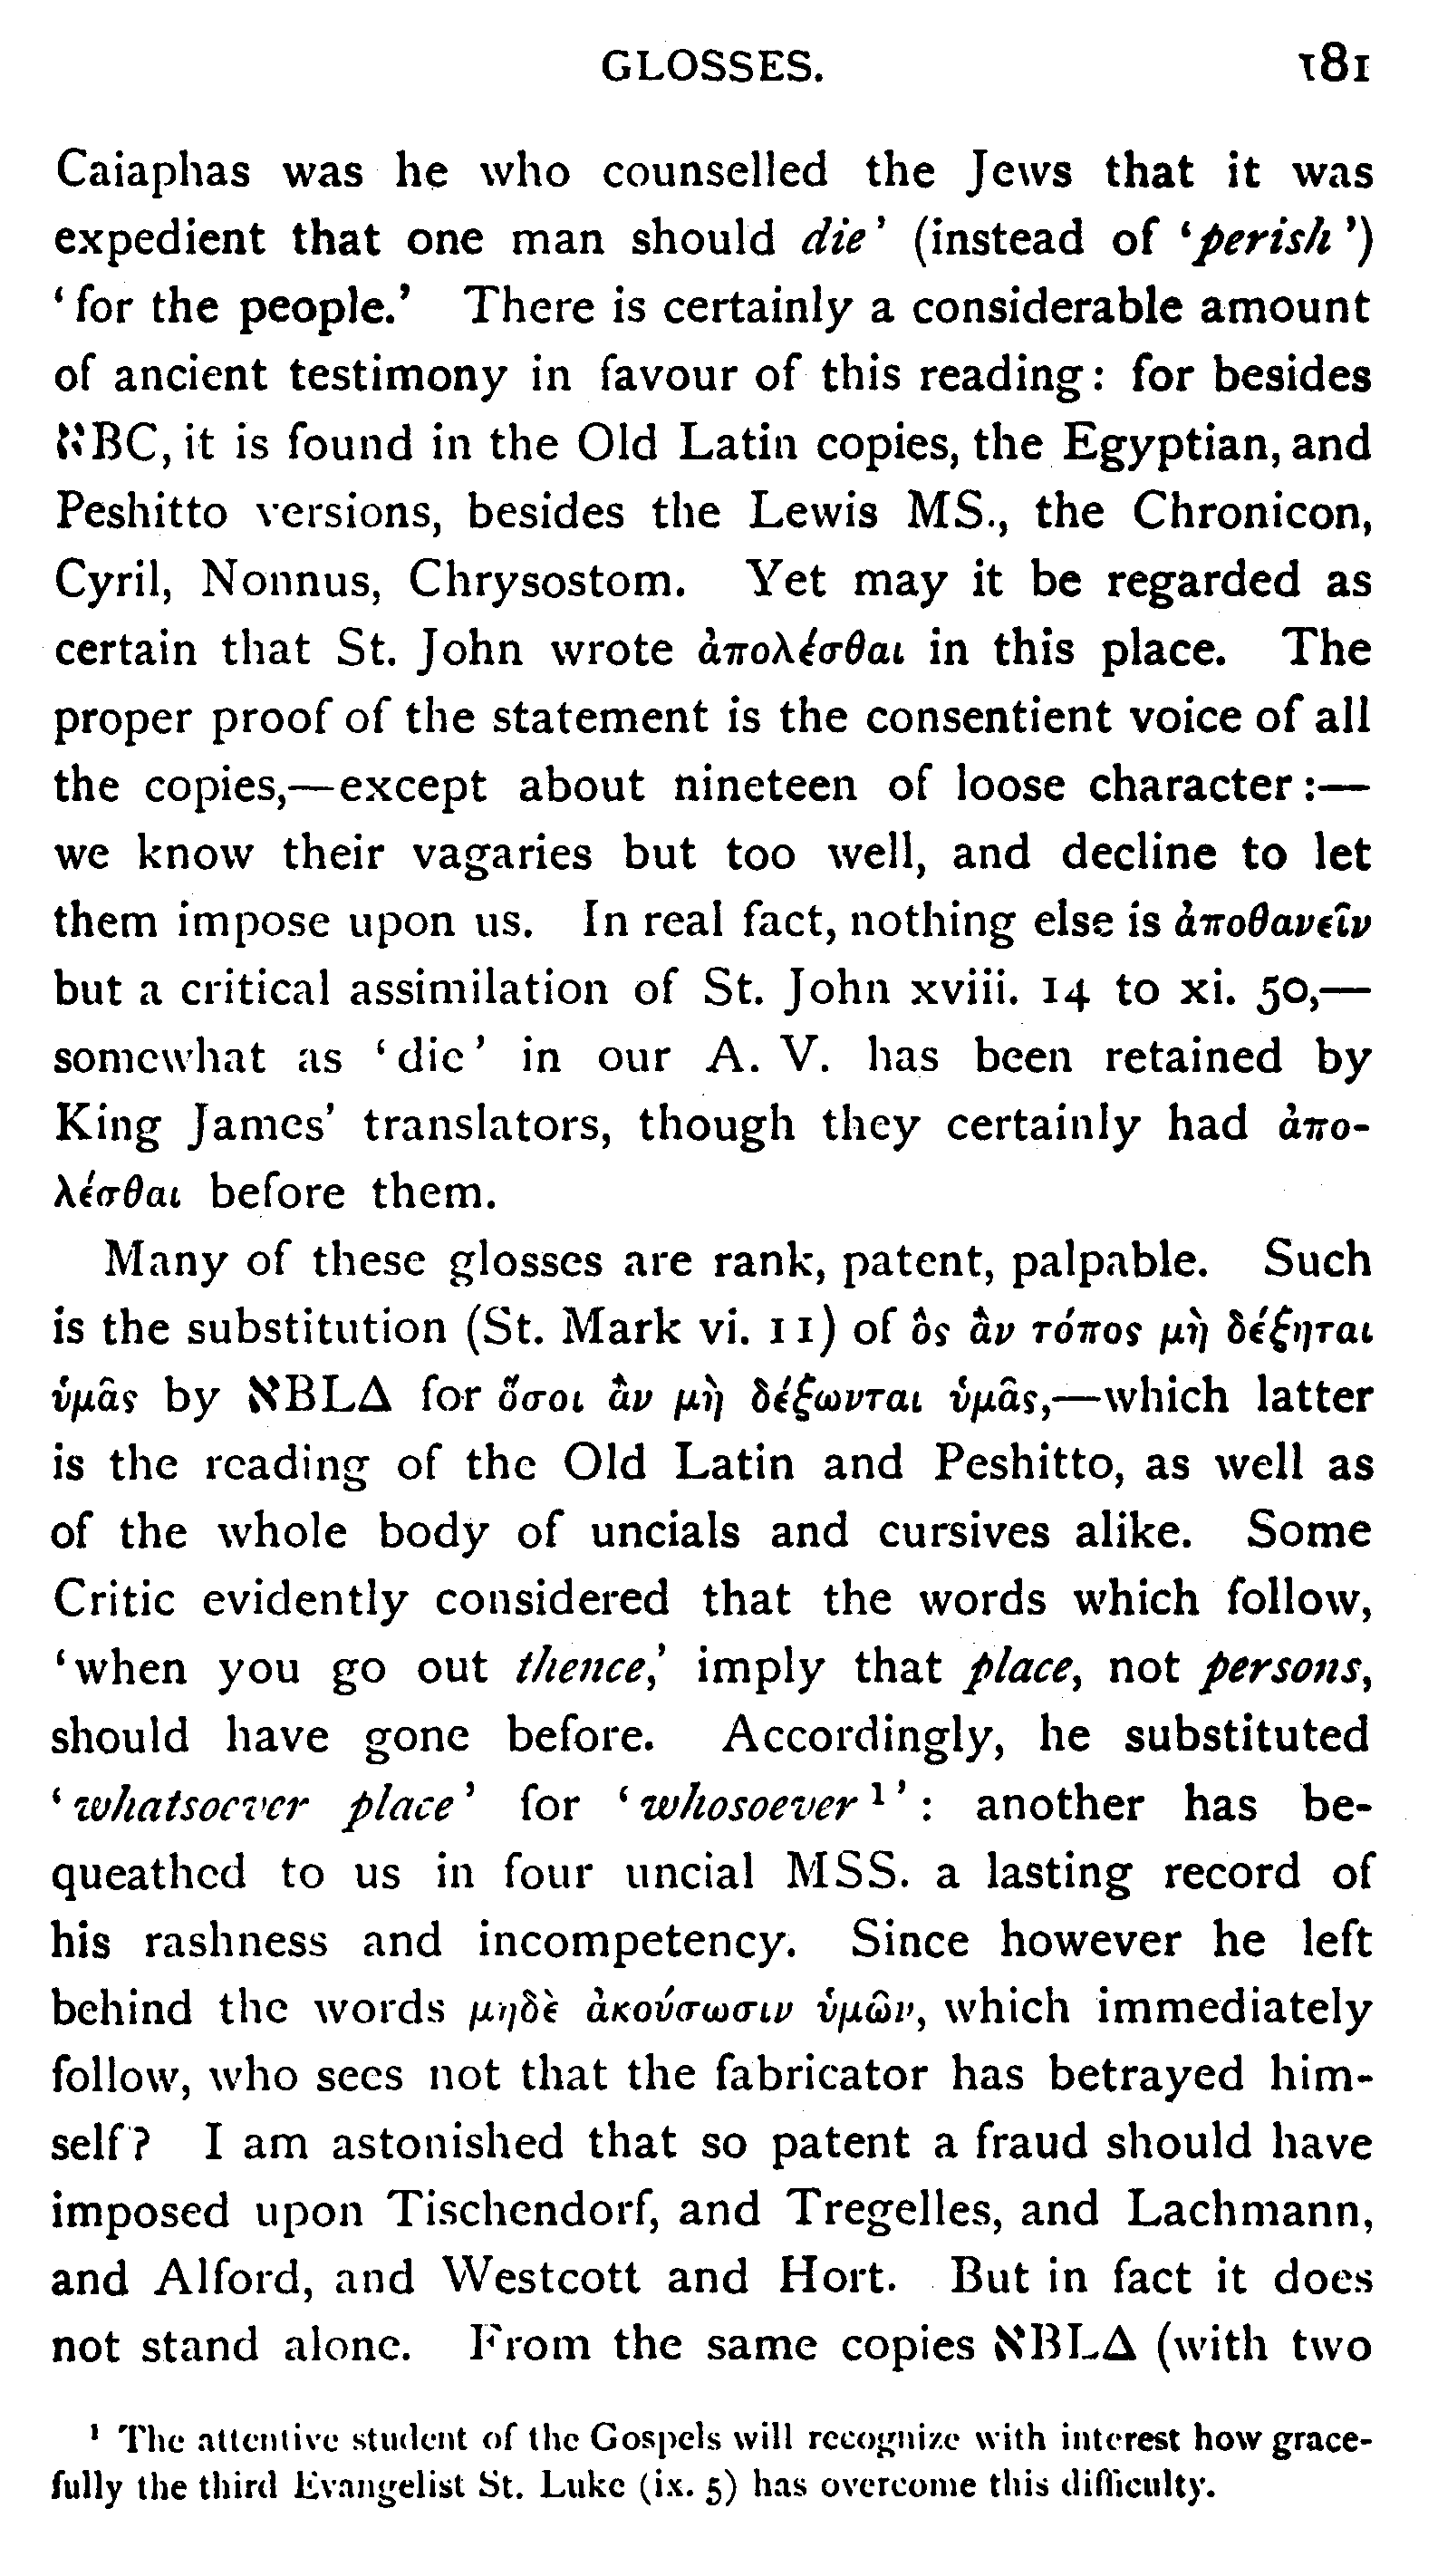 GLOSSES. 181
Caiaphas was he who counselled the Jews that it was
expedient that one man should die' (instead of 'perish')
'for the people.' There is certainly a considerable amount
of ancient testimony in favour of this reading: for besides
אBC, it is found in the Old Latin copies, the Egyptian, and
Peshitto versions, besides the Lewis MS., the Chronicon,
Cyril, Nonnus, Chrysostom. Yet may it be regarded as
certain that St. John wrote ἀπολέσθαι in this place. The
proper proof of the statement is the consentient voice of all
the copies,—except about nineteen of loose character:—
we know their vagaries but too well, and decline to let
them impose upon us. In real fact, nothing else is ἀποθανεῖν
but a critical assimilation of St. John xviii. 14 to xi. 50,—
somewhat as 'die' in our A. V. has been retained by
King James' translators, though they certainly had ἀπο-
λέσθαι before them.
Many of these glosses are rank, patent, palpable. Such
is the substitution (St. Mark vi. 11) of ὃς ἂν τόπος μὴ δέξηται
ὑμᾶς by אBLΔ for ὅσοι ἂν μὴ δέξωνται ὑμᾶς,—which latter
is the reading of the Old Latin and Peshitto, as well as
of the whole body of uncials and cursives alike. Some
Critic evidently considered that the words which follow,
'when you go out thence,' imply that place, not persons,
should have gone before. Accordingly, he substituted
'whatsoever place' for 'whosoever¹': another has be-
queathed to us in four uncial MSS. a lasting record of
his rashness and incompetency. Since however he left
behind the words μηδὲ ἀκούσωσιν ὑμῶν, which immediately
follow, who sees not that the fabricator has betrayed him-
self? I am astonished that so patent a fraud should have
imposed upon Tischendorf, and Tregelles, and Lachmann,
and Alford, and Westcott and Hort. But in fact it does
not stand alone. From the same copies אBLΔ (with two
¹ The attentive student of the Gospels will recognize with interest how grace-
fully the third Evangelist St. Luke (ix. 5) has overcome this difficulty.